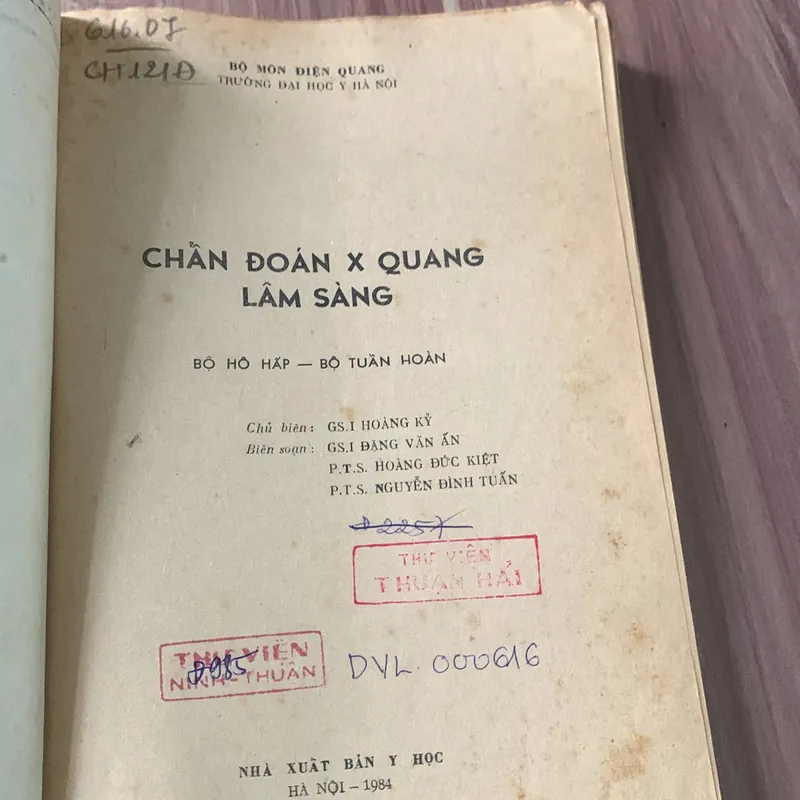 616.07
CH121Đ
BỘ MÔN ĐIỆN QUANG
TRƯỜNG ĐẠI HỌC Y HÀ NỘI
CHẨN ĐOÁN X QUANG
LÂM SÀNG
BỘ HÔ HẤP — BỘ TUẦN HOÀN
Chủ biên: GS.I HOÀNG KỶ
Biên soạn: GS.I ĐẶNG VĂN ẤN
P.T.S. HOÀNG ĐỨC KIỆT
P.T.S. NGUYỄN ĐÌNH TUẤN
THƯ VIỆN
THUẬN HẢI
THƯ VIỆN
NINH-THUẬN
DVL. 000616
NHÀ XUẤT BẢN Y HỌC
HÀ NỘI - 1984